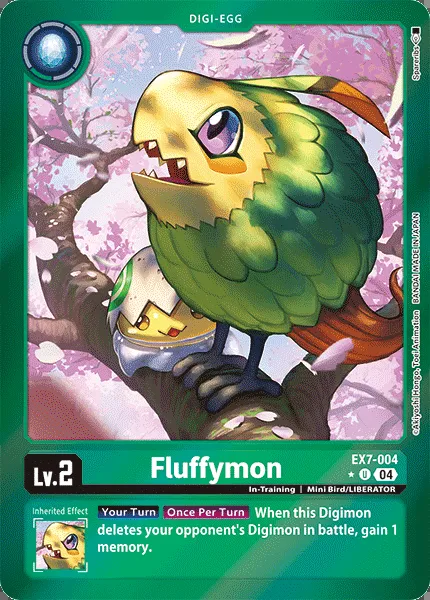 DIGI-EGG
Spareribs
©Akiyoshi Hongo, Toei Animation BANDAI MADE IN JAPAN
Lv.2
Fluffymon
EX7-004
U 04
In-Training | Mini Bird/LIBERATOR
Inherited Effect
Your Turn Once Per Turn When this Digimon
deletes your opponent's Digimon in battle, gain 1
memory.